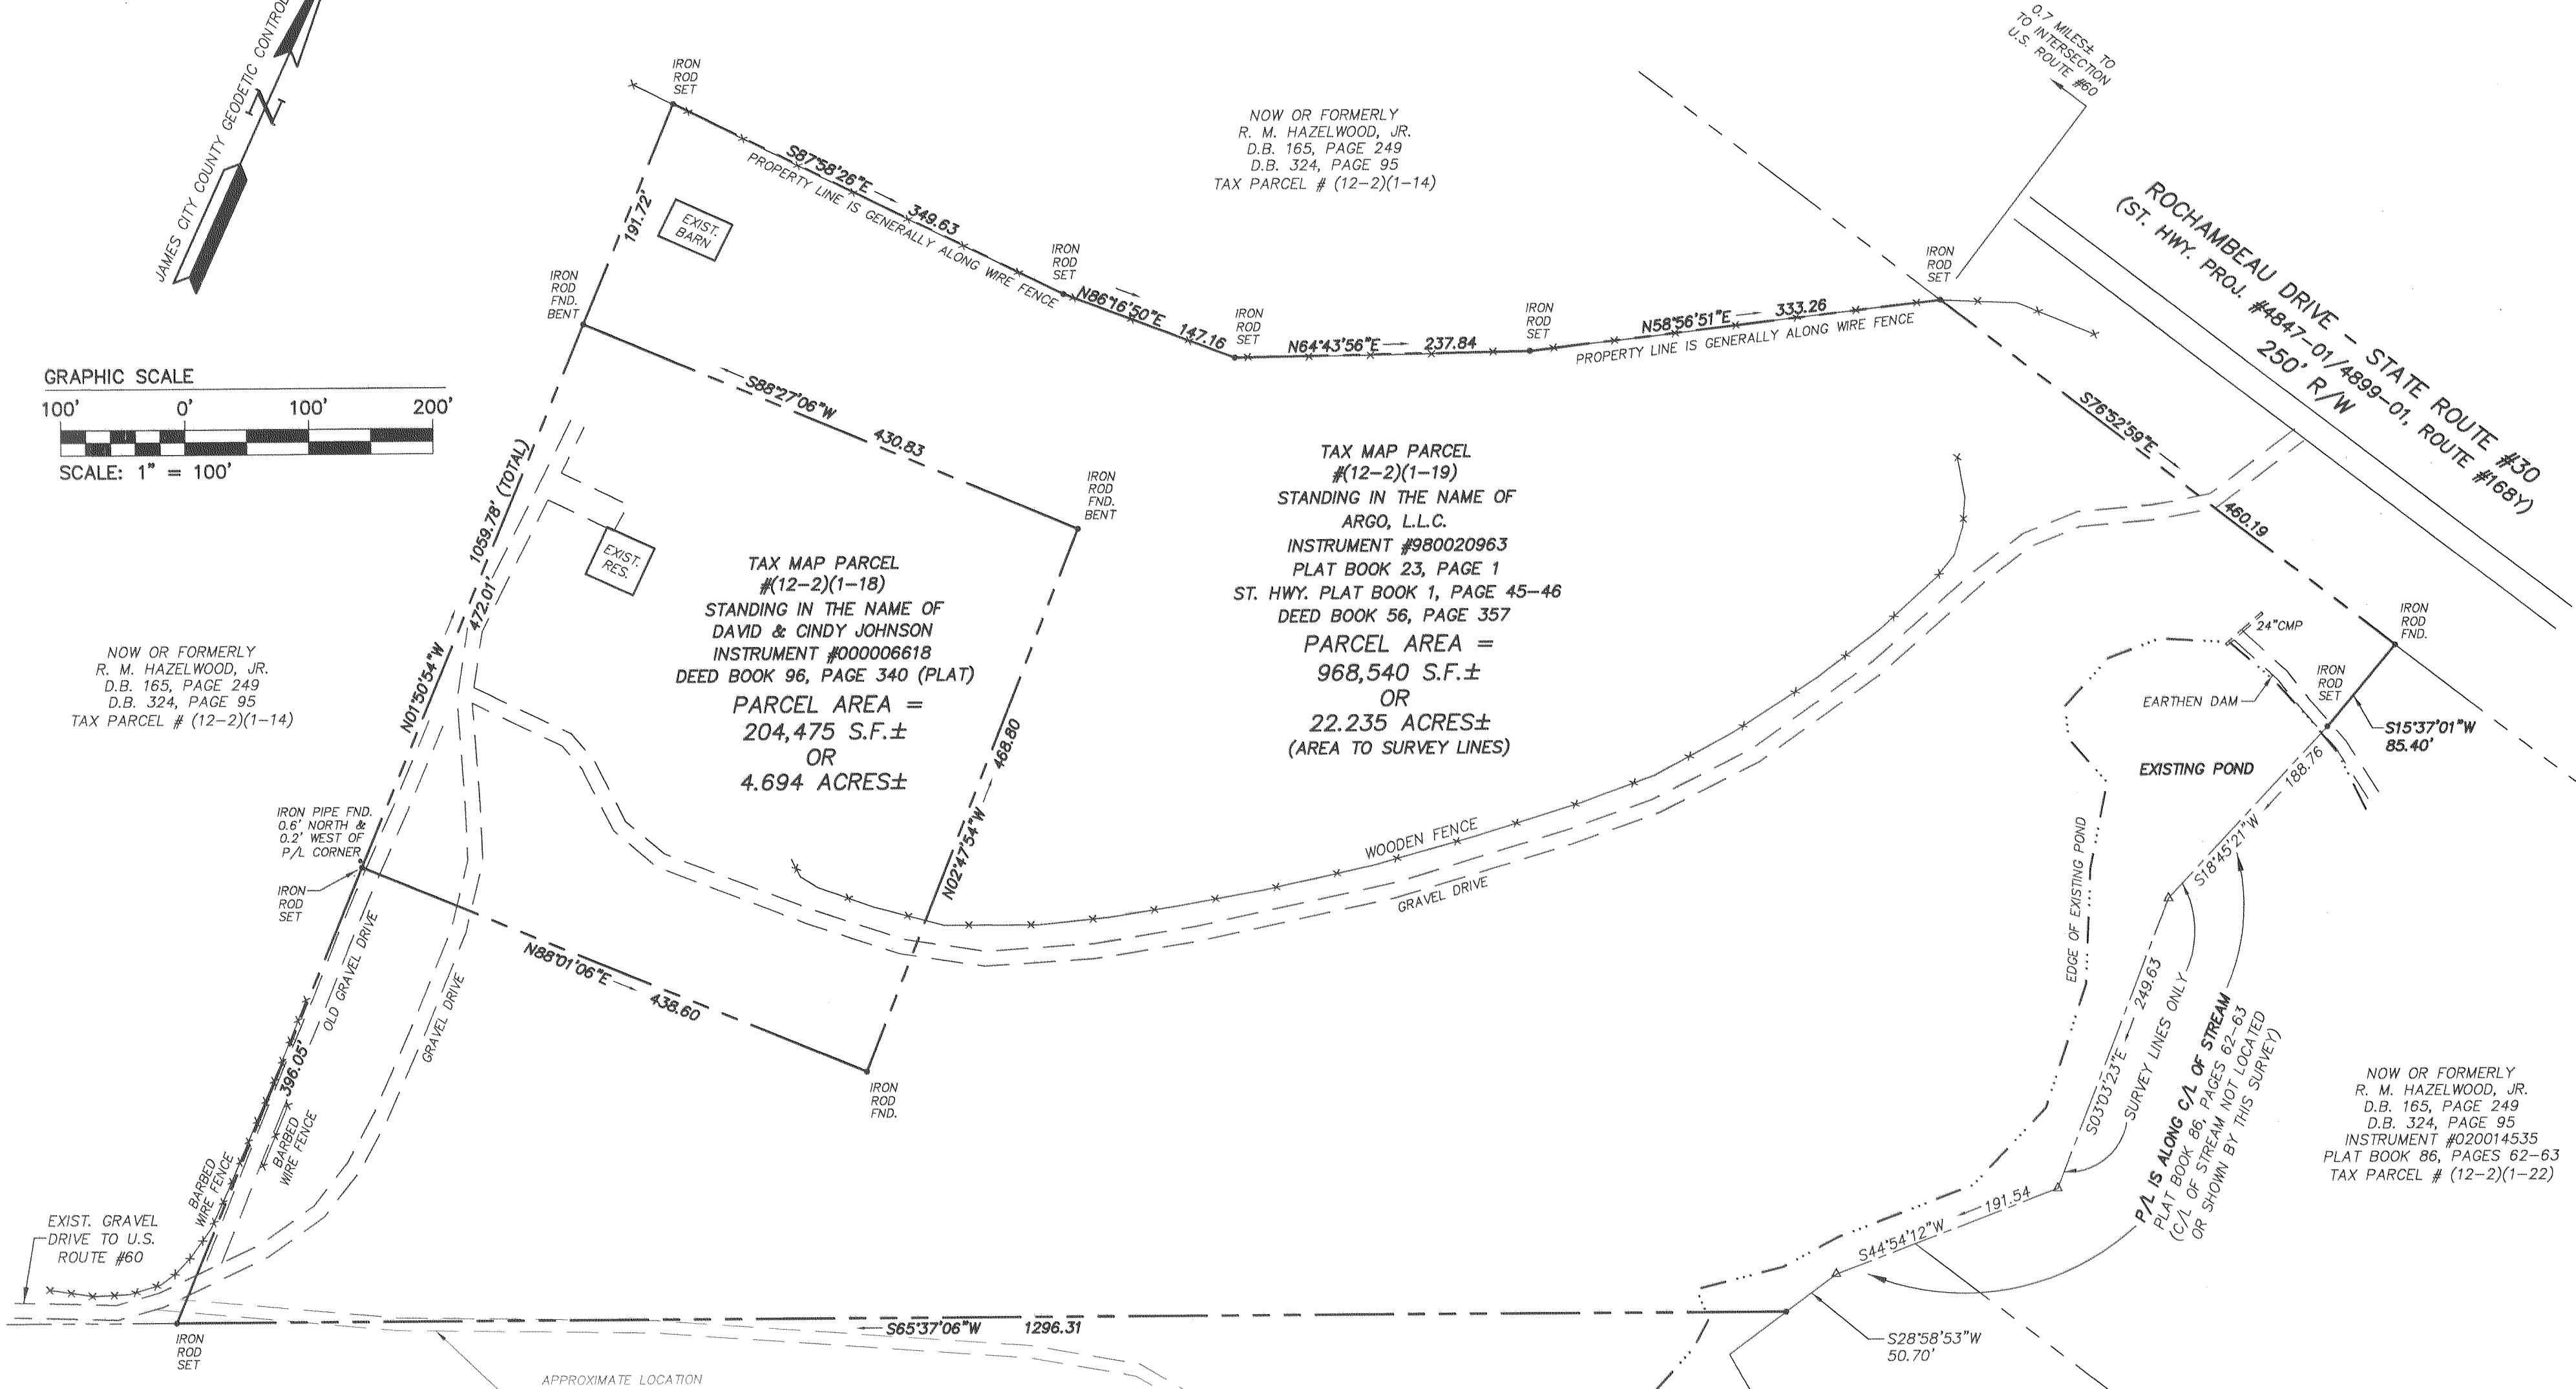 JAMES CITY COUNTY GEODETIC CONTROL
N
GRAPHIC SCALE
100' 0' 100' 200'
SCALE: 1" = 100'
IRON
ROD
SET
191.72'
EXIST.
BARN
S87°58'26"E
349.63
PROPERTY LINE IS GENERALLY ALONG WIRE FENCE
NOW OR FORMERLY
R. M. HAZELWOOD, JR.
D.B. 165, PAGE 249
D.B. 324, PAGE 95
TAX PARCEL # (12-2)(1-14)
IRON
ROD
SET
N86°16'50"E
147.16
IRON
ROD
SET
N64°43'56"E
237.84
IRON
ROD
SET
N58°56'51"E
333.26
PROPERTY LINE IS GENERALLY ALONG WIRE FENCE
IRON
ROD
SET
0.7 MILES± TO
TO INTERSECTION
U.S. ROUTE #60
ROCHAMBEAU DRIVE - STATE ROUTE #30
(ST. HWY. PROJ. #4847-01/4899-01, ROUTE #168Y)
250' R/W
S76°52'59"E
460.19
IRON
ROD
FND.
BENT
S88°27'06"W
430.83
IRON
ROD
FND.
BENT
1059.78' (TOTAL)
472.01'
N01°50'54"W
EXIST.
RES.
TAX MAP PARCEL
#(12-2)(1-18)
STANDING IN THE NAME OF
DAVID & CINDY JOHNSON
INSTRUMENT #000006618
DEED BOOK 96, PAGE 340 (PLAT)
PARCEL AREA =
204,475 S.F.±
OR
4.694 ACRES±
TAX MAP PARCEL
#(12-2)(1-19)
STANDING IN THE NAME OF
ARGO, L.L.C.
INSTRUMENT #980020963
PLAT BOOK 23, PAGE 1
ST. HWY. PLAT BOOK 1, PAGE 45-46
DEED BOOK 56, PAGE 357
PARCEL AREA =
968,540 S.F.±
OR
22.235 ACRES±
(AREA TO SURVEY LINES)
NOW OR FORMERLY
R. M. HAZELWOOD, JR.
D.B. 165, PAGE 249
D.B. 324, PAGE 95
TAX PARCEL # (12-2)(1-14)
468.80
N02°47'54"W
24"CMP
IRON
ROD
FND.
IRON
ROD
SET
EARTHEN DAM
S15°37'01"W
85.40'
EXISTING POND
188.76
S18°45'21"W
IRON PIPE FND.
0.6' NORTH &
0.2' WEST OF
P/L CORNER
IRON
ROD
SET
WOODEN FENCE
GRAVEL DRIVE
EDGE OF EXISTING POND
OLD GRAVEL DRIVE
GRAVEL DRIVE
N88°01'06"E
438.60
IRON
ROD
FND.
249.63
S03°03'23"E
SURVEY LINES ONLY
P/L IS ALONG C/L OF STREAM
PLAT BOOK 86, PAGES 62-63
(C/L OF STREAM NOT LOCATED
OR SHOWN BY THIS SURVEY)
NOW OR FORMERLY
R. M. HAZELWOOD, JR.
D.B. 165, PAGE 249
D.B. 324, PAGE 95
INSTRUMENT #020014535
PLAT BOOK 86, PAGES 62-63
TAX PARCEL # (12-2)(1-22)
396.05'
BARBED
WIRE FENCE
BARBED
WIRE FENCE
EXIST. GRAVEL
DRIVE TO U.S.
ROUTE #60
191.54
S44°54'12"W
S28°58'53"W
50.70'
S65°37'06"W
1296.31
IRON
ROD
SET
APPROXIMATE LOCATION